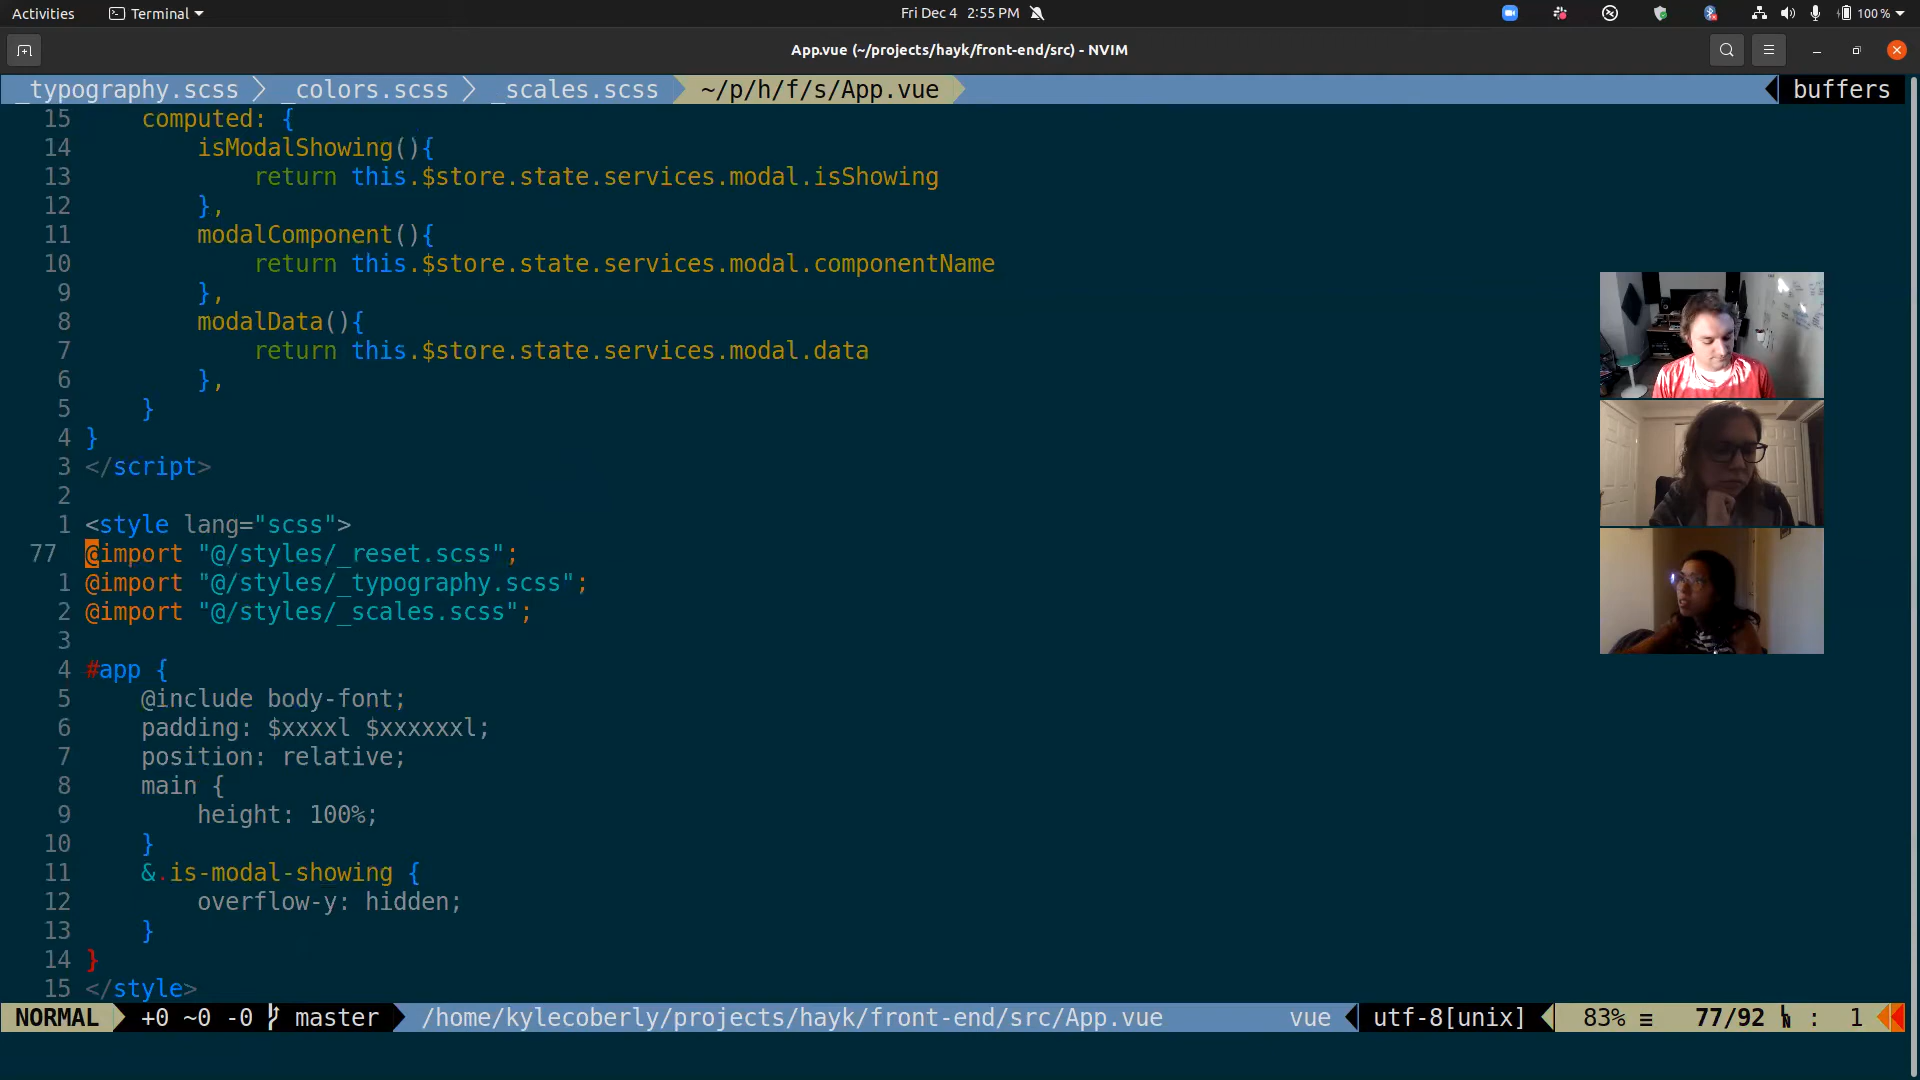 Activities
Terminal
Fri Dec 4 2:55 PM
100 %
App.vue (~/projects/hayk/front-end/src) - NVIM
_typography.scss
_colors.scss
_scales.scss
~/p/h/f/s/App.vue
buffers
15 computed: {
14 isModalShowing(){
13 return this.$store.state.services.modal.isShowing
12 },
11 modalComponent(){
10 return this.$store.state.services.modal.componentName
9 },
8 modalData(){
7 return this.$store.state.services.modal.data
6 },
5 }
4 }
3 </script>
2
1 <style lang="scss">
77 @import "@/styles/_reset.scss";
1 @import "@/styles/_typography.scss";
2 @import "@/styles/_scales.scss";
3
4 #app {
5 @include body-font;
6 padding: $xxxxl $xxxxxxl;
7 position: relative;
8 main {
9 height: 100%;
10 }
11 &.is-modal-showing {
12 overflow-y: hidden;
13 }
14 }
15 </style>
NORMAL +0 ~0 -0 master /home/kylecoberly/projects/hayk/front-end/src/App.vue vue utf-8[unix] 83% ≡ 77/92 : 1